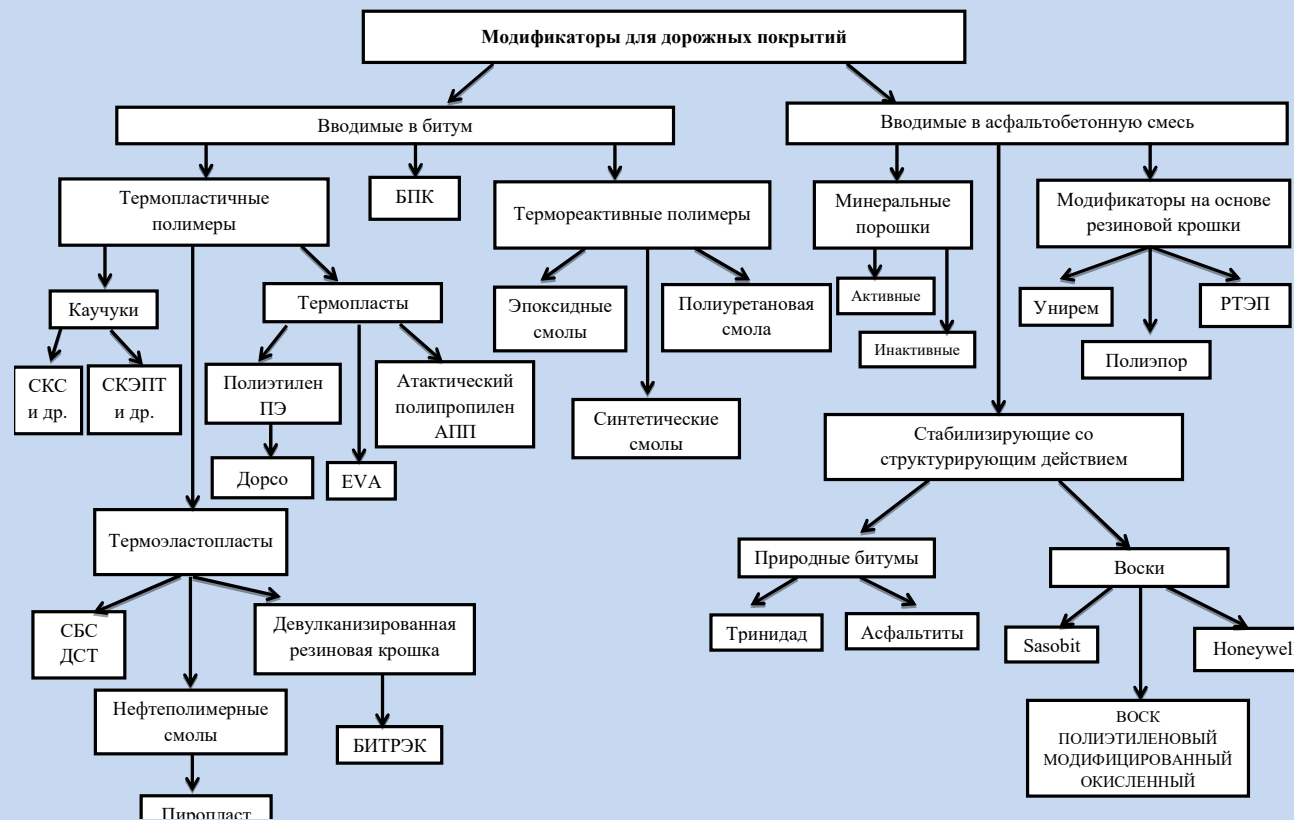 Модификаторы для дорожных покрытий
Вводимые в битум
Вводимые в асфальтобетонную смесь
Термопластичные
полимеры
БПК
Термореактивные полимеры
Минеральные
порошки
Модификаторы на основе
резиновой крошки
Каучуки
Термопласты
Эпоксидные
смолы
Полиуретановая
смола
Активные
Инактивные
Унирем
РТЭП
Полиэпор
СКС
и др.
СКЭПТ
и др.
Полиэтилен
ПЭ
Атактический
полипропилен
АПП
Синтетические
смолы
Стабилизирующие со
структурирующим действием
Дорсо
EVA
Термоэластопласты
Природные битумы
Воски
СБС
ДСТ
Девулканизированная
резиновая крошка
Тринидад
Асфальтиты
Sasobit
Honeywell
Нефтеполимерные
смолы
БИТРЭК
ВОСК
ПОЛИЭТИЛЕНОВЫЙ
МОДИФИЦИРОВАННЫЙ
ОКИСЛЕННЫЙ
Пиропласт